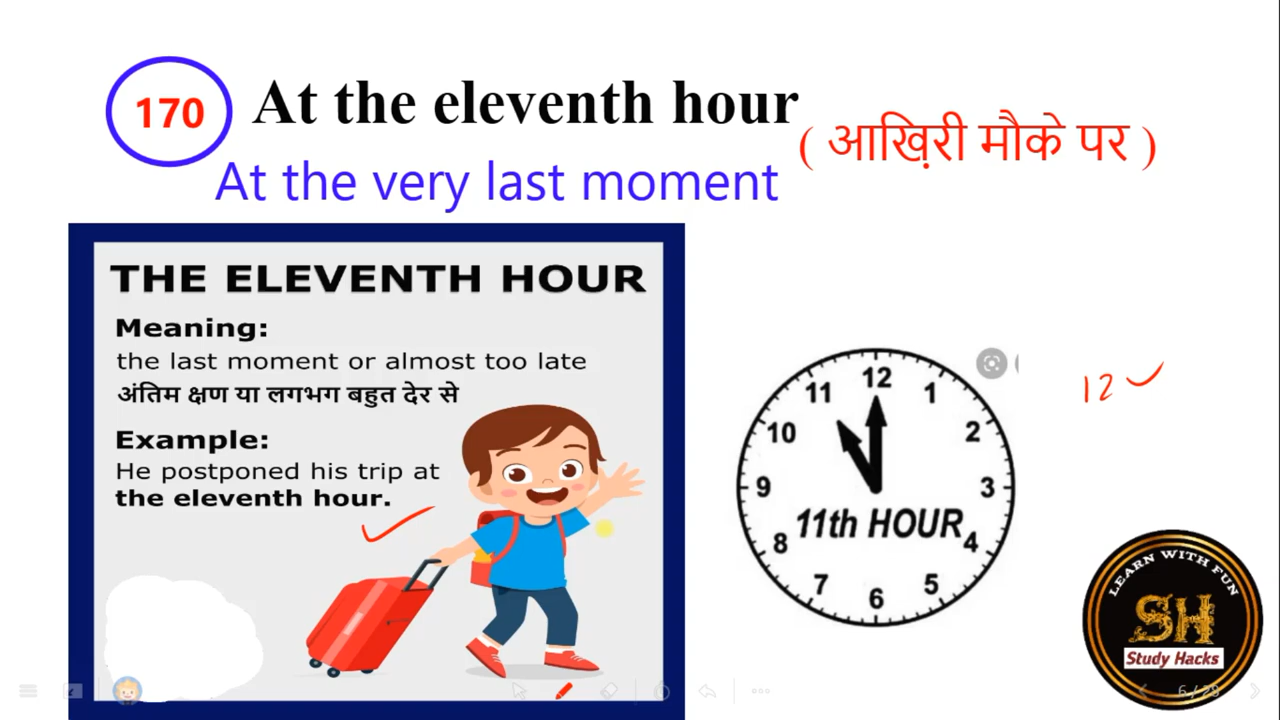 170
At the eleventh hour
( आख़िरी मौके पर )
At the very last moment
THE ELEVENTH HOUR
Meaning:
the last moment or almost too late
अंतिम क्षण या लगभग बहुत देर से
Example:
He postponed his trip at
the eleventh hour.
12
11
12
1
10
2
9
3
11th HOUR
8
4
7
5
6
LEARN WITH FUN
SH
Study Hacks